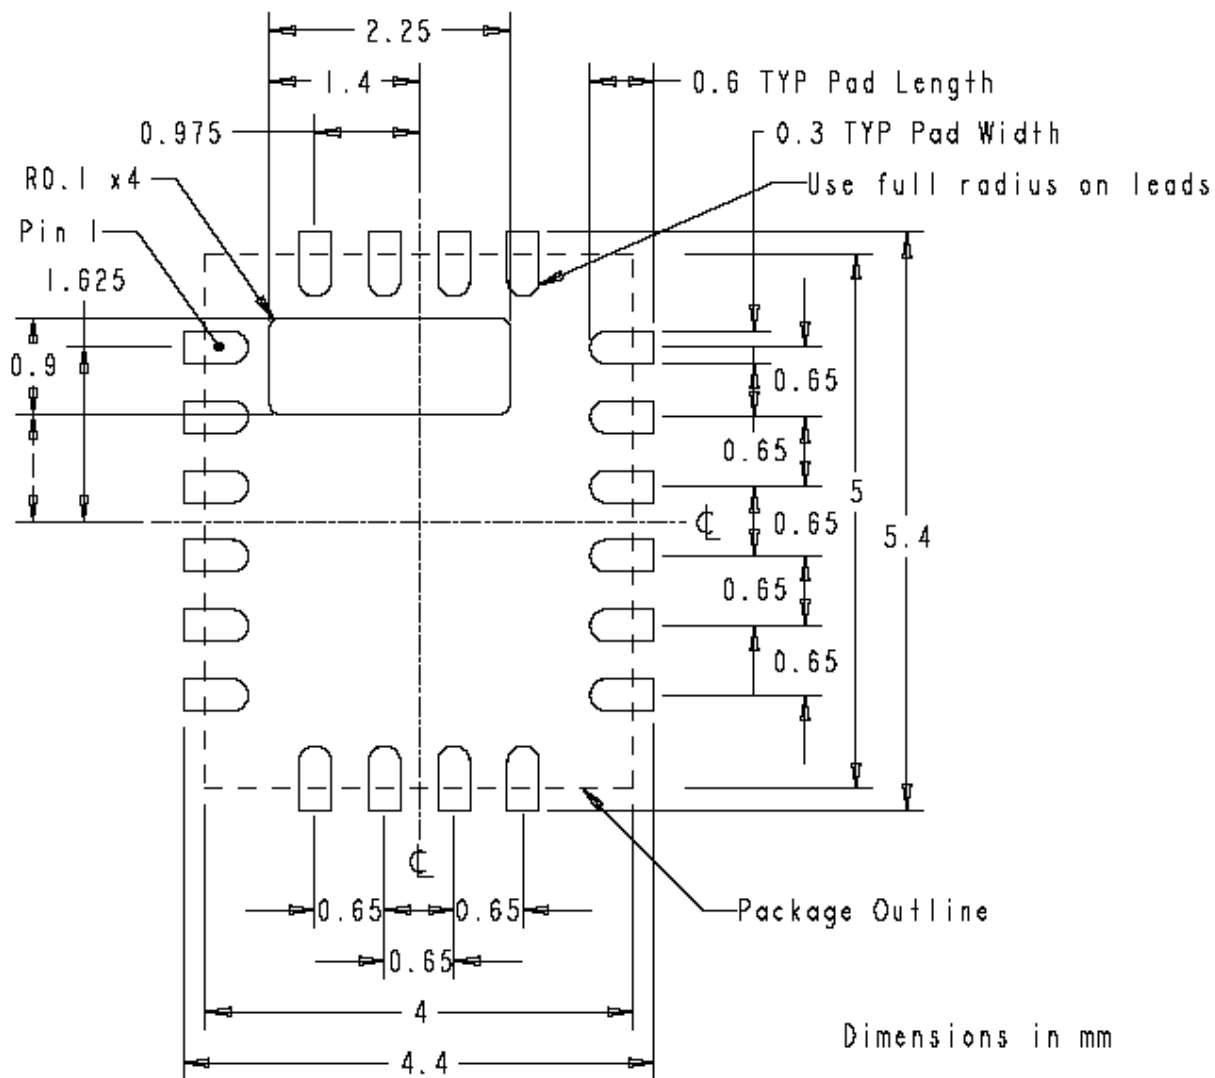 2.25
1.4
0.6 TYP Pad Length
0.975
0.3 TYP Pad Width
R0.1 x4
Use full radius on leads
Pin 1
1.625
0.9
0.65
0.65
5
0.65
5.4
℄
0.65
0.65
℄
0.65
0.65
Package Outline
0.65
4
Dimensions in mm
4.4